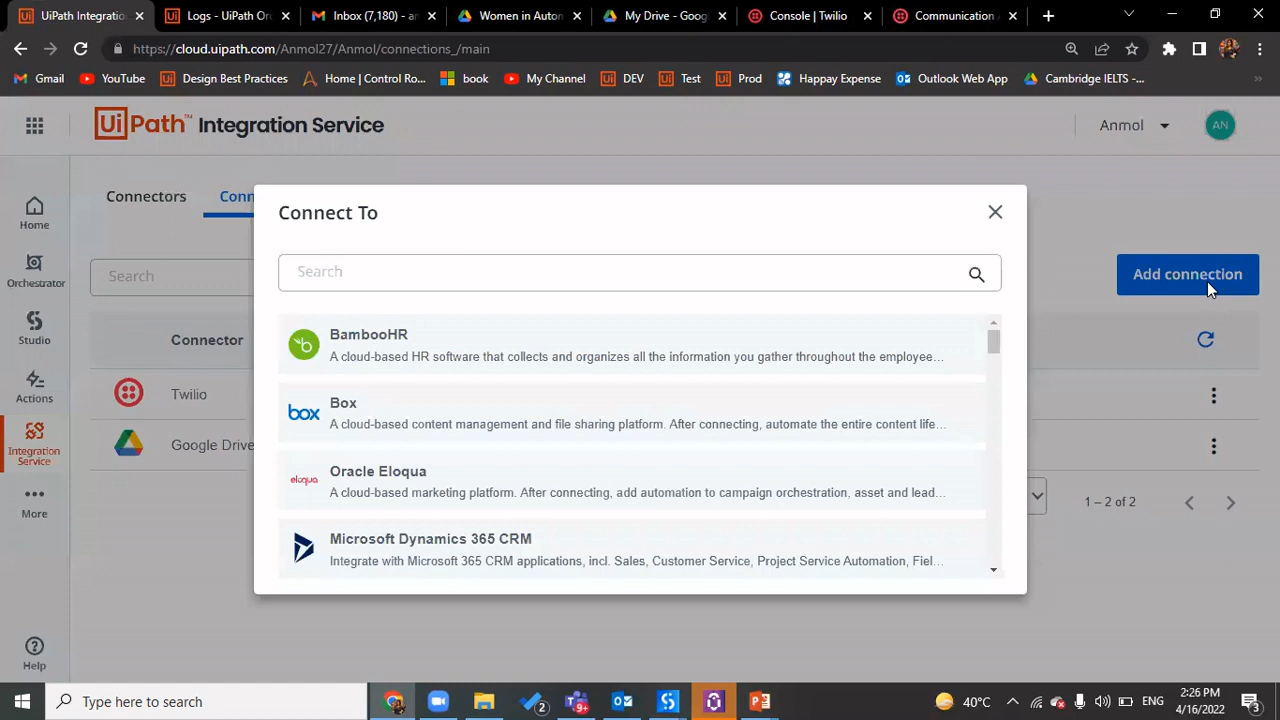 UiPath Integratio
Logs - UiPath Orc
Inbox (7,180) - an
Women in Autom
My Drive - Googl
Console | Twilio
Communication
https://cloud.uipath.com/Anmol27/Anmol/connections_/main
Gmail
YouTube
Design Best Practices
Home | Control Ro...
book
My Channel
DEV
Test
Prod
Happay Expense
Outlook Web App
Cambridge IELTS -...
UiPath™ Integration Service
Anmol
AN
Home
Orchestrator
Studio
Actions
Integration
Service
More
Help
Connectors
Conn
Search
Add connection
Connector
Twilio
Google Drive
1 – 2 of 2
Connect To
Search
BambooHR
A cloud-based HR software that collects and organizes all the information you gather throughout the employee...
box
Box
A cloud-based content management and file sharing platform. After connecting, automate the entire content life...
eloqua
Oracle Eloqua
A cloud-based marketing platform. After connecting, add automation to campaign orchestration, asset and lead...
Microsoft Dynamics 365 CRM
Integrate with Microsoft 365 CRM applications, incl. Sales, Customer Service, Project Service Automation, Fiel...
Type here to search
2
9+
40°C
ENG
2:26 PM
4/16/2022
3